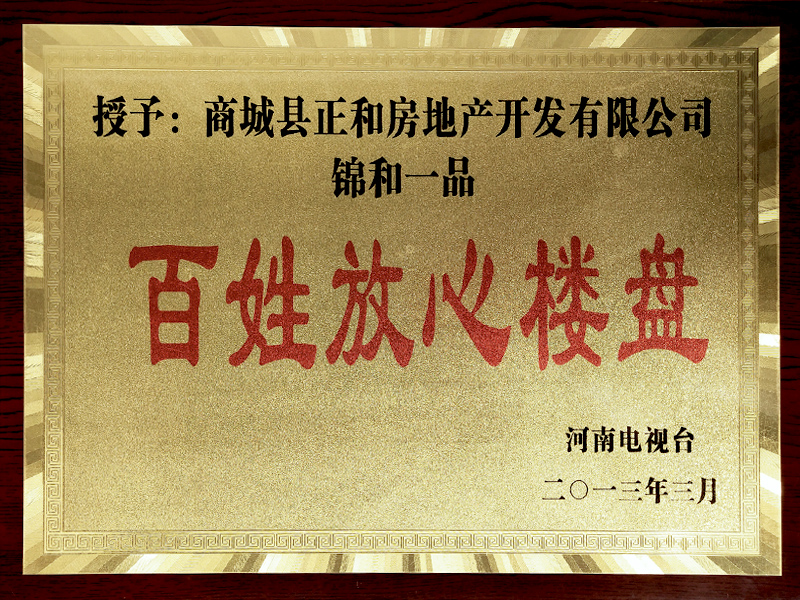 授予：商城县正和房地产开发有限公司
锦和一品
百姓放心楼盘
河南电视台
二〇一三年三月